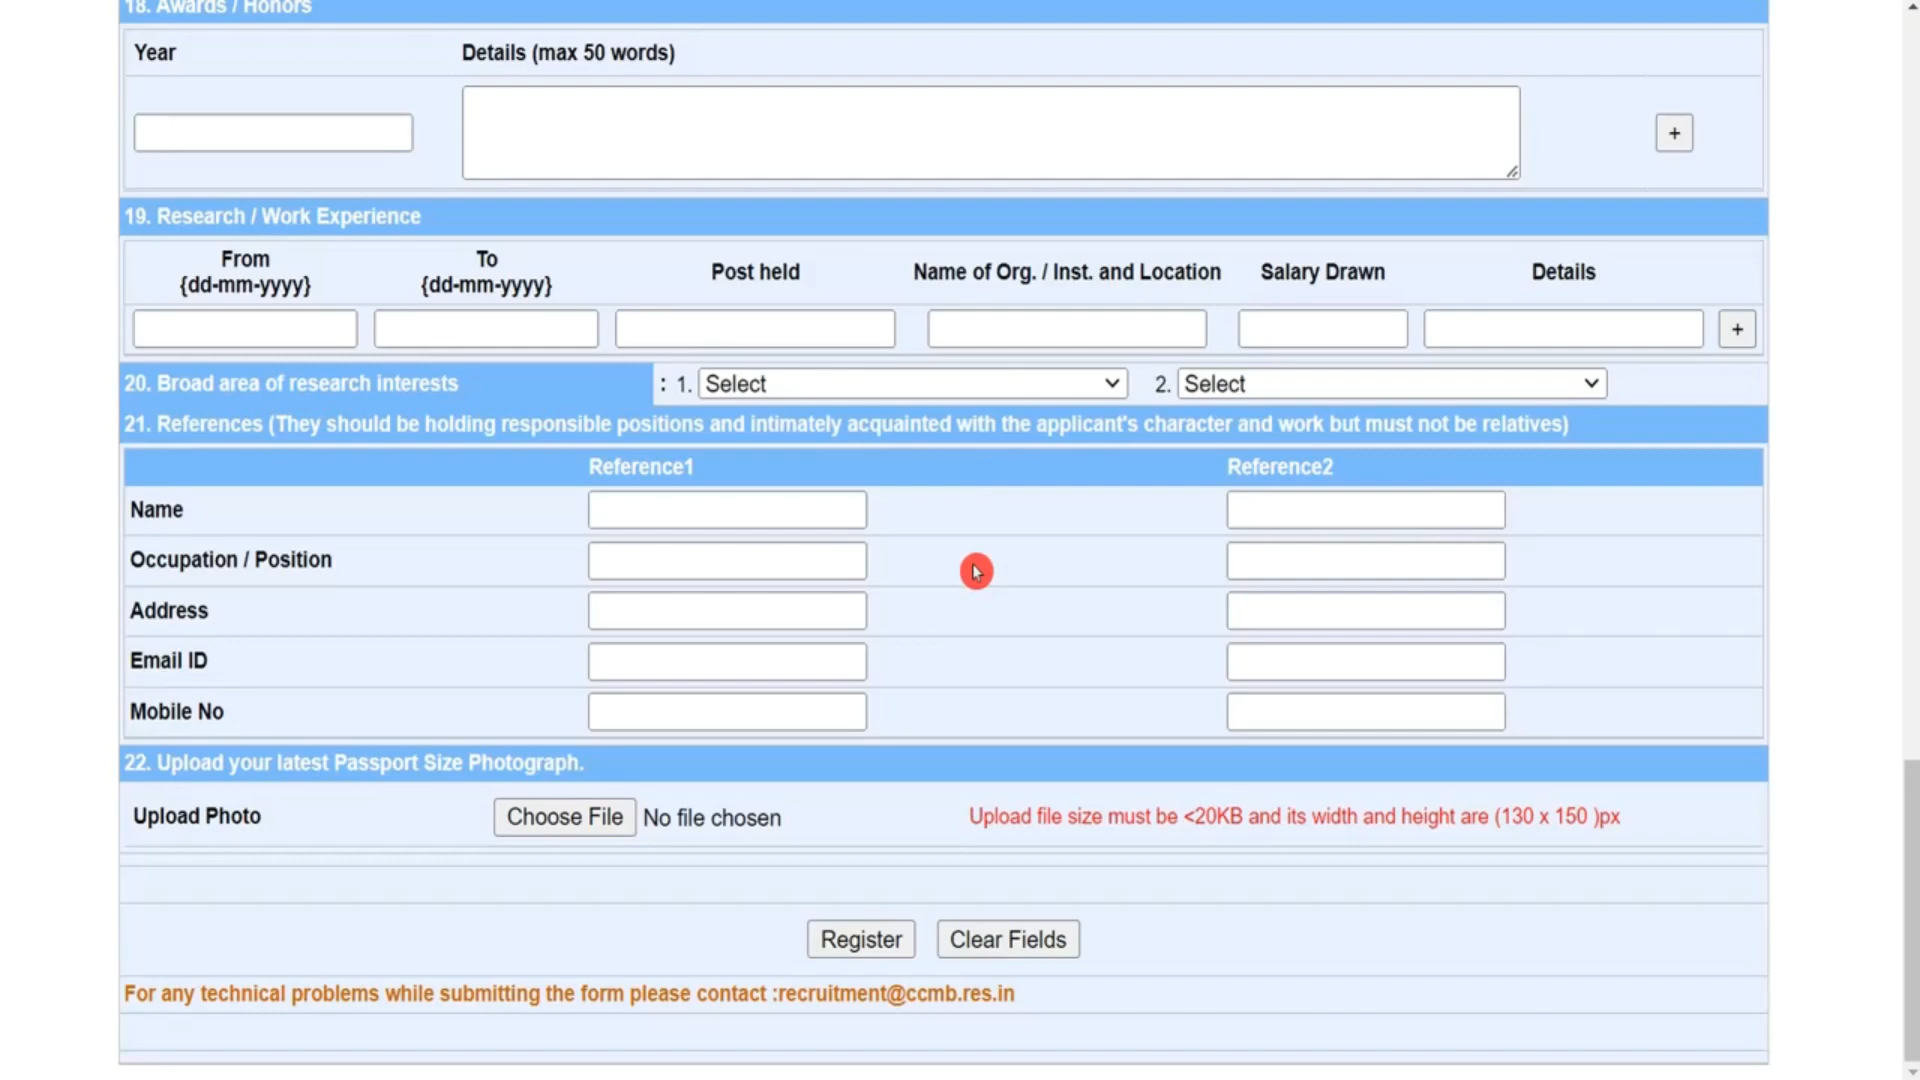 18. Awards / Honors
Year Details (max 50 words)
+
19. Research / Work Experience
From {dd-mm-yyyy} To {dd-mm-yyyy} Post held Name of Org. / Inst. and Location Salary Drawn Details
+
20. Broad area of research interests : 1. Select 2. Select
21. References (They should be holding responsible positions and intimately acquainted with the applicant's character and work but must not be relatives)
Reference1 Reference2
Name
Occupation / Position
Address
Email ID
Mobile No
22. Upload your latest Passport Size Photograph.
Upload Photo Choose File No file chosen Upload file size must be <20KB and its width and height are (130 x 150 )px
Register Clear Fields
For any technical problems while submitting the form please contact :recruitment@ccmb.res.in